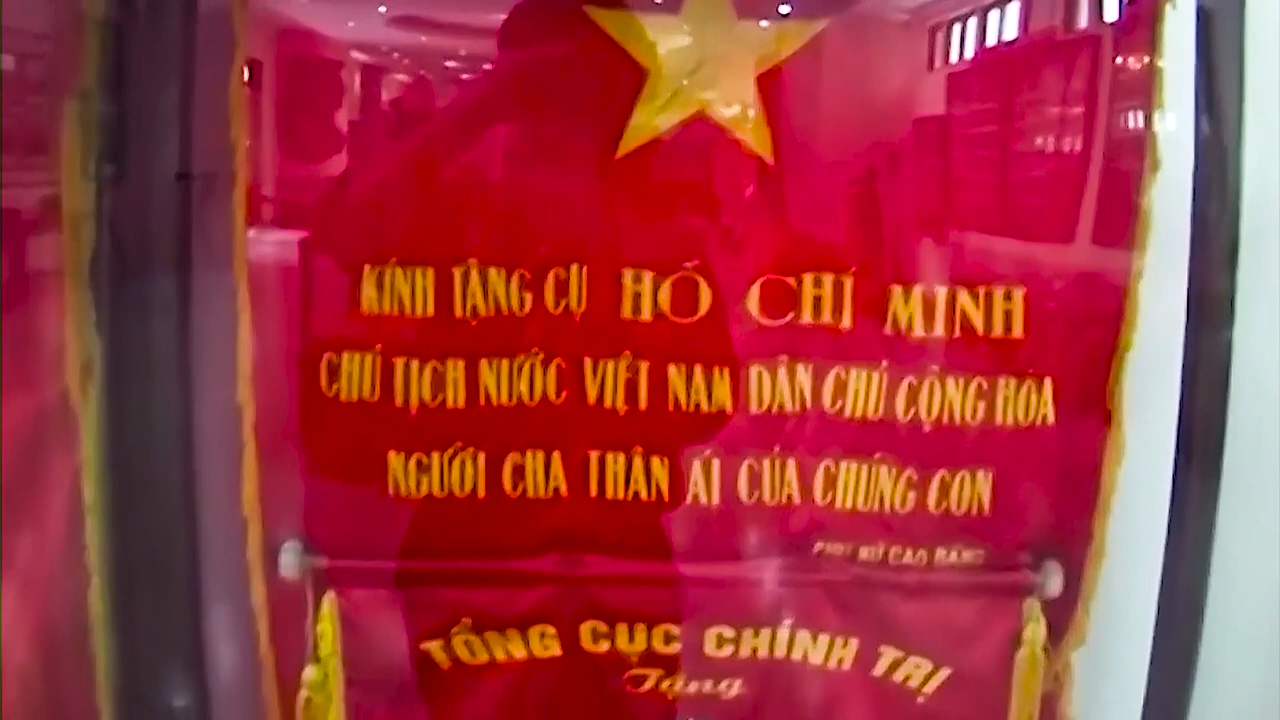 KÍNH TẶNG CỤ HỒ CHÍ MINH
CHỦ TỊCH NƯỚC VIỆT NAM DÂN CHỦ CỘNG HÒA
NGƯỜI CHA THÂN ÁI CỦA CHÚNG CON
PHỤ NỮ CAO BẰNG
TỔNG CỤC CHÍNH TRỊ
Tặng